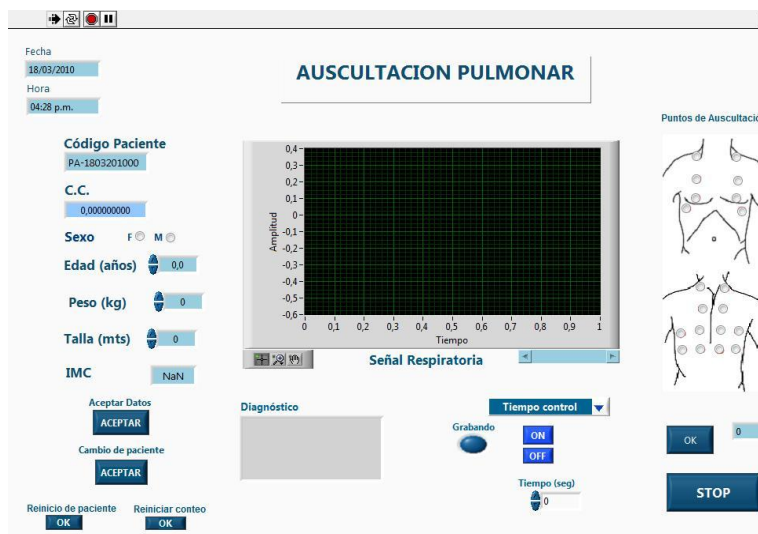 Fecha
18/03/2010
Hora
04:28 p.m.
AUSCULTACION PULMONAR
Puntos de Auscultació
Código Paciente
PA-1803201000
C.C.
0,000000000
Sexo F M
Edad (años) 0,0
Peso (kg) 0
Talla (mts) 0
IMC NaN
Aceptar Datos
ACEPTAR
Cambio de paciente
ACEPTAR
Reinicio de paciente
OK
Reiniciar conteo
OK
Amplitud
0,4
0,3
0,2
0,1
0
-0,1
-0,2
-0,3
-0,4
-0,5
-0,6
0 0,1 0,2 0,3 0,4 0,5 0,6 0,7 0,8 0,9 1
Tiempo
Señal Respiratoria
Diagnóstico
Tiempo control
Grabando
ON
OFF
Tiempo (seg)
0
OK
0
STOP